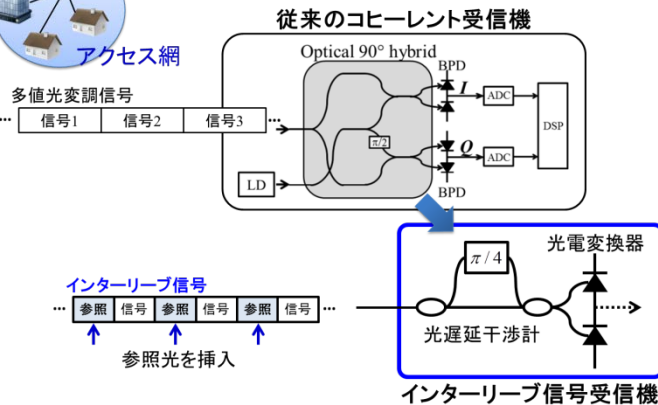 従来のコヒーレント受信機
アクセス網
Optical 90° hybrid
BPD
多値光変調信号
I
ADC
... 信号1 信号2 信号3 ...
π/2
DSP
Q
ADC
LD
BPD
光電変換器
π/4
インターリーブ信号
... 参照 信号 参照 信号 参照 信号 ...
光遅延干渉計
参照光を挿入
インターリーブ信号受信機